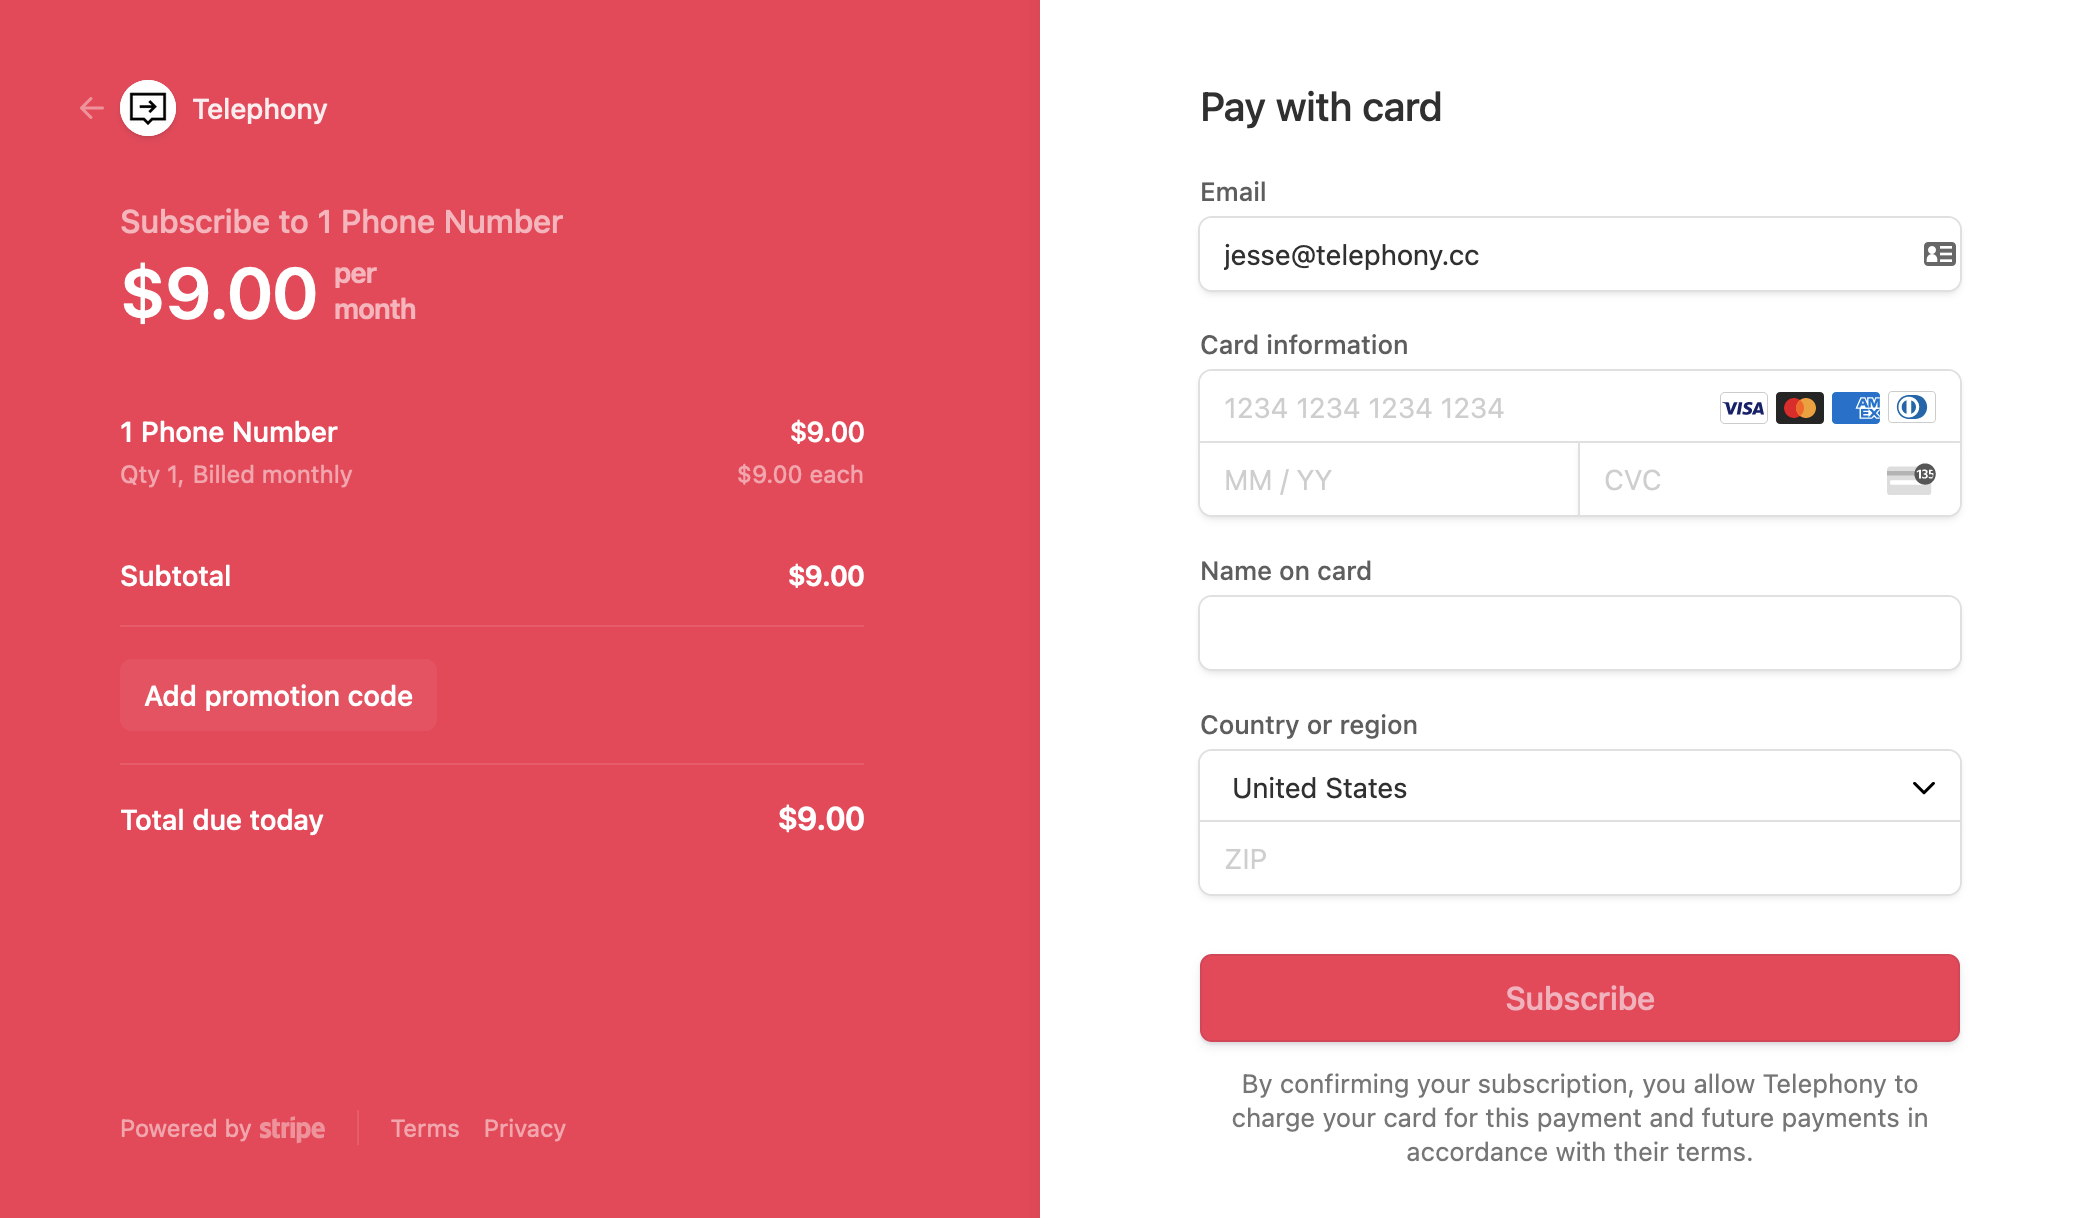 Telephony
Subscribe to 1 Phone Number
$9.00 per
month
1 Phone Number $9.00
Qty 1, Billed monthly $9.00 each
Subtotal $9.00
Add promotion code
Total due today $9.00
Powered by stripe Terms Privacy
Pay with card
Email
jesse@telephony.cc
Card information
1234 1234 1234 1234 VISA AM
EX
MM / YY CVC 135
Name on card
Country or region
United States
ZIP
Subscribe
By confirming your subscription, you allow Telephony to
charge your card for this payment and future payments in
accordance with their terms.